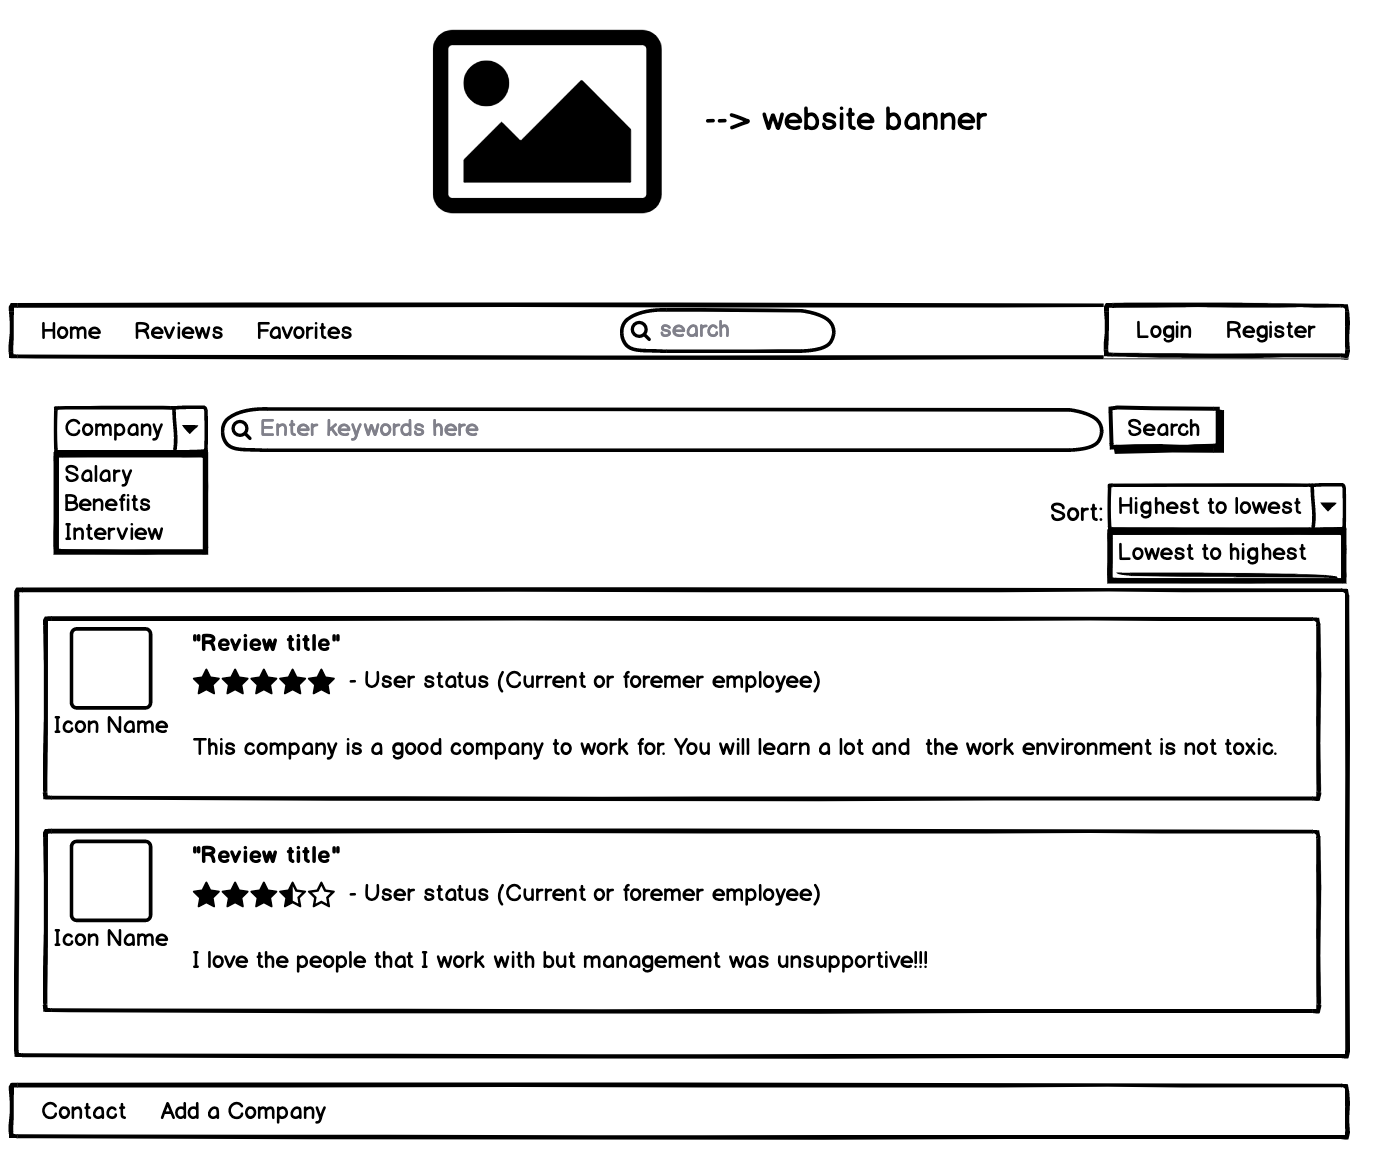 --> website banner
Home Reviews Favorites search Login Register
Company Enter keywords here Search
Salary
Benefits
Interview
Sort: Highest to lowest
Lowest to highest
"Review title"
- User status (Current or foremer employee)
Icon Name
This company is a good company to work for. You will learn a lot and  the work environment is not toxic.
"Review title"
- User status (Current or foremer employee)
Icon Name
I love the people that I work with but management was unsupportive!!!
Contact Add a Company